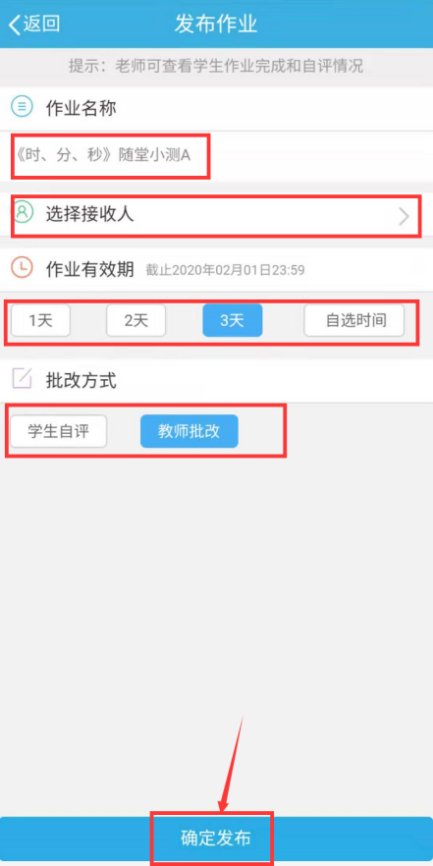 返回 发布作业
提示：老师可查看学生作业完成和自评情况
作业名称
《时、分、秒》随堂小测A
选择接收人
作业有效期 截止2020年02月01日23:59
1天 2天 3天 自选时间
批改方式
学生自评 教师批改
确定发布